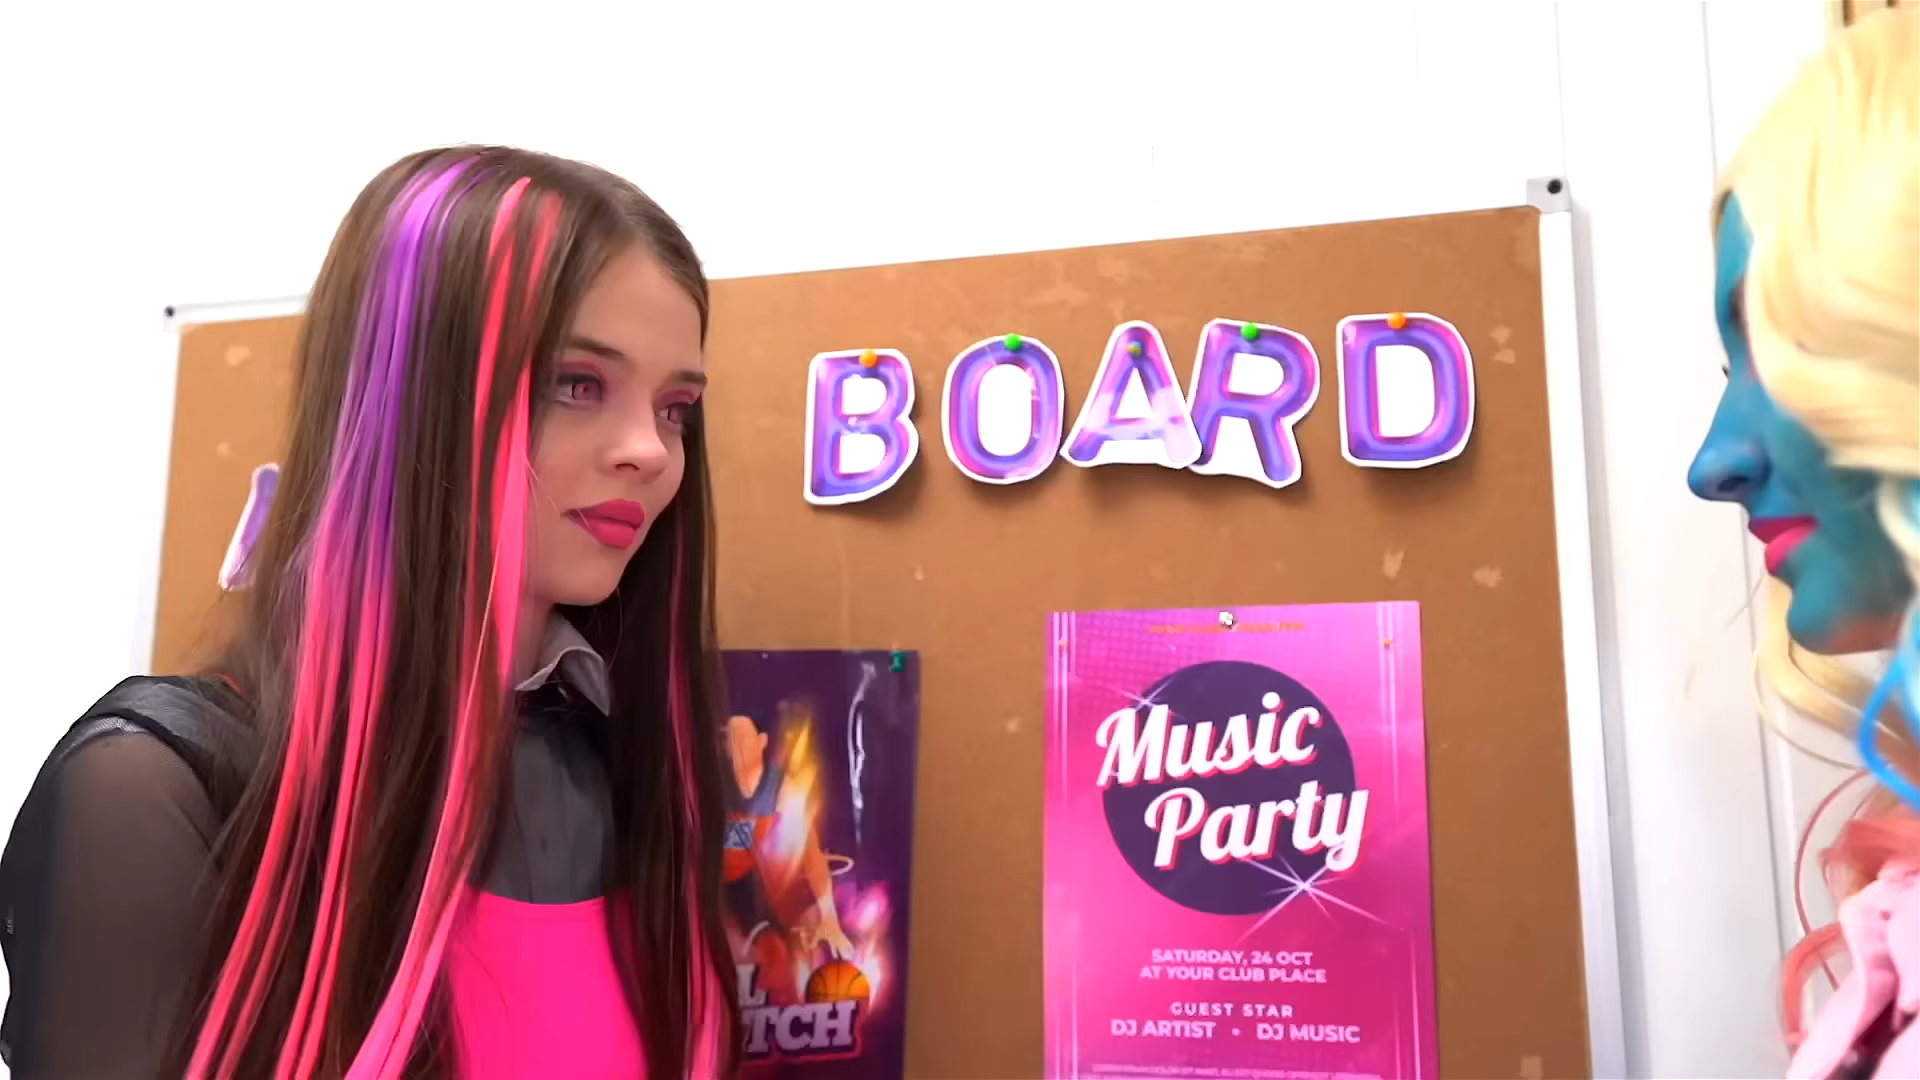 BOARD
Music
Party
SATURDAY, 24 OCT
AT YOUR CLUB PLACE
GUEST STAR
DJ ARTIST • DJ MUSIC